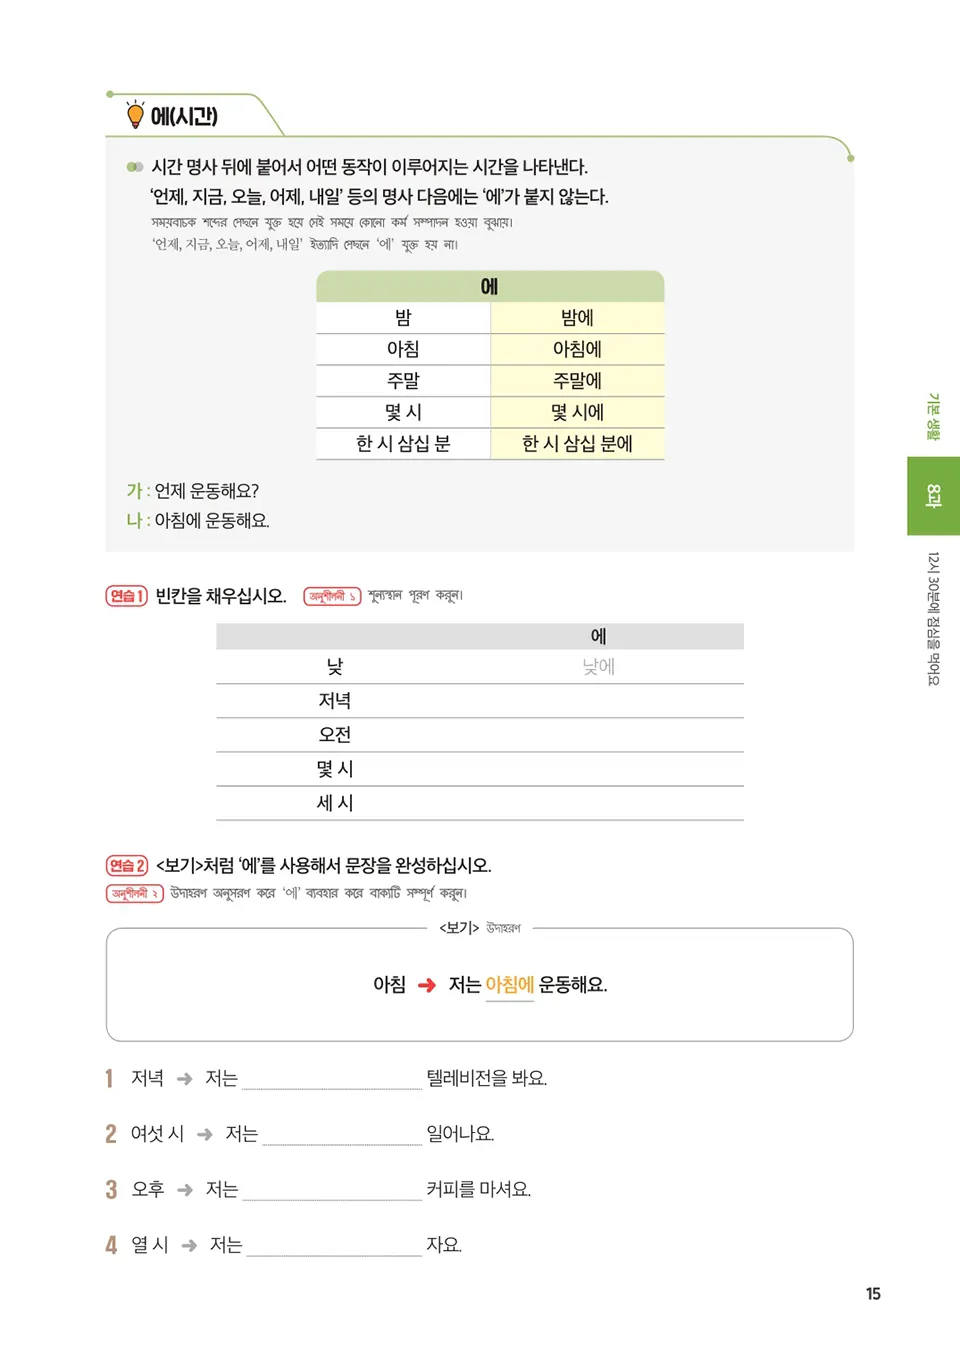 에(시간)
시간 명사 뒤에 붙어서 어떤 동작이 이루어지는 시간을 나타낸다.
‘언제, 지금, 오늘, 어제, 내일’ 등의 명사 다음에는 ‘에’가 붙지 않는다.
সময়বাচক শব্দের পেছনে যুক্ত হয়ে সেই সময়ে কোনো কর্ম সম্পাদন হওয়া বুঝায়।
‘언제, 지금, 오늘, 어제, 내일’ ইত্যাদি পেছনে ‘에’ যুক্ত হয় না।
에
밤 밤에
아침 아침에
주말 주말에
몇 시 몇 시에
한 시 삼십 분 한 시 삼십 분에
가 : 언제 운동해요?
나 : 아침에 운동해요.
연습 1 빈칸을 채우십시오. অনুশীলনী ১ শূন্যস্থান পূরণ করুন।
에
낮 낮에
저녁
오전
몇 시
세 시
연습 2 <보기>처럼 ‘에’를 사용해서 문장을 완성하십시오.
অনুশীলনী ২ উদাহরণ অনুসরণ করে ‘에’ ব্যবহার করে বাক্যটি সম্পূর্ণ করুন।
<보기> উদাহরণ
아침 ➜ 저는 아침에 운동해요.
1 저녁 ➜ 저는 텔레비전을 봐요.
2 여섯 시 ➜ 저는 일어나요.
3 오후 ➜ 저는 커피를 마셔요.
4 열 시 ➜ 저는 자요.
기본 생활
8과
12시 30분에 점심을 먹어요
15